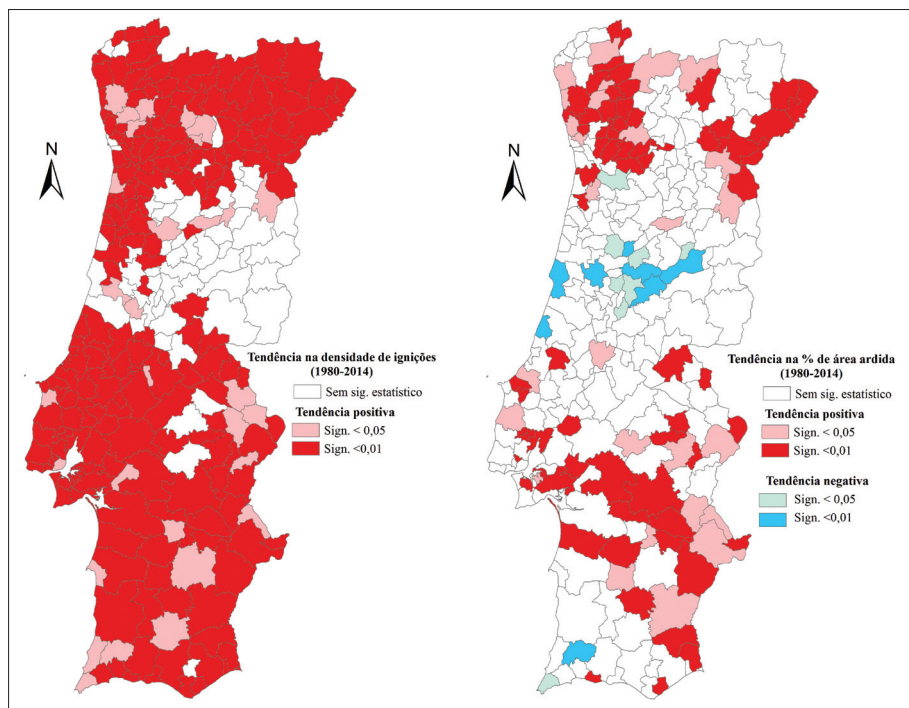 N
Tendência na densidade de ignições
(1980-2014)
Sem sig. estatístico
Tendência positiva
Sign. < 0,05
Sign. <0,01
N
Tendência na % de área ardida
(1980-2014)
Sem sig. estatístico
Tendência positiva
Sign. < 0,05
Sign. <0,01
Tendência negativa
Sign. < 0,05
Sign. <0,01